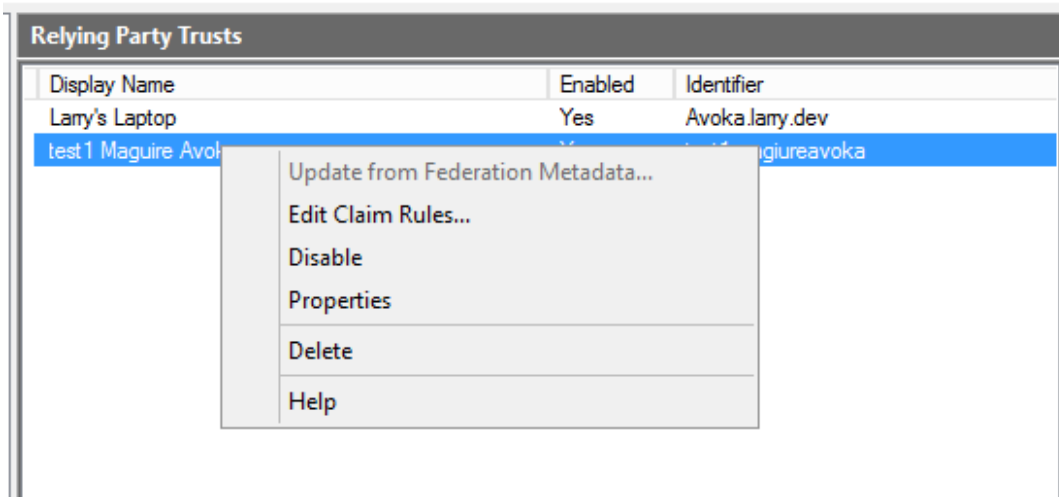 Relying Party Trusts
Display Name Enabled Identifier
Larry's Laptop Yes Avoka.larry.dev
test1 Maguire
Update from Federation Metadata...
Edit Claim Rules...
Disable
Properties
Delete
Help